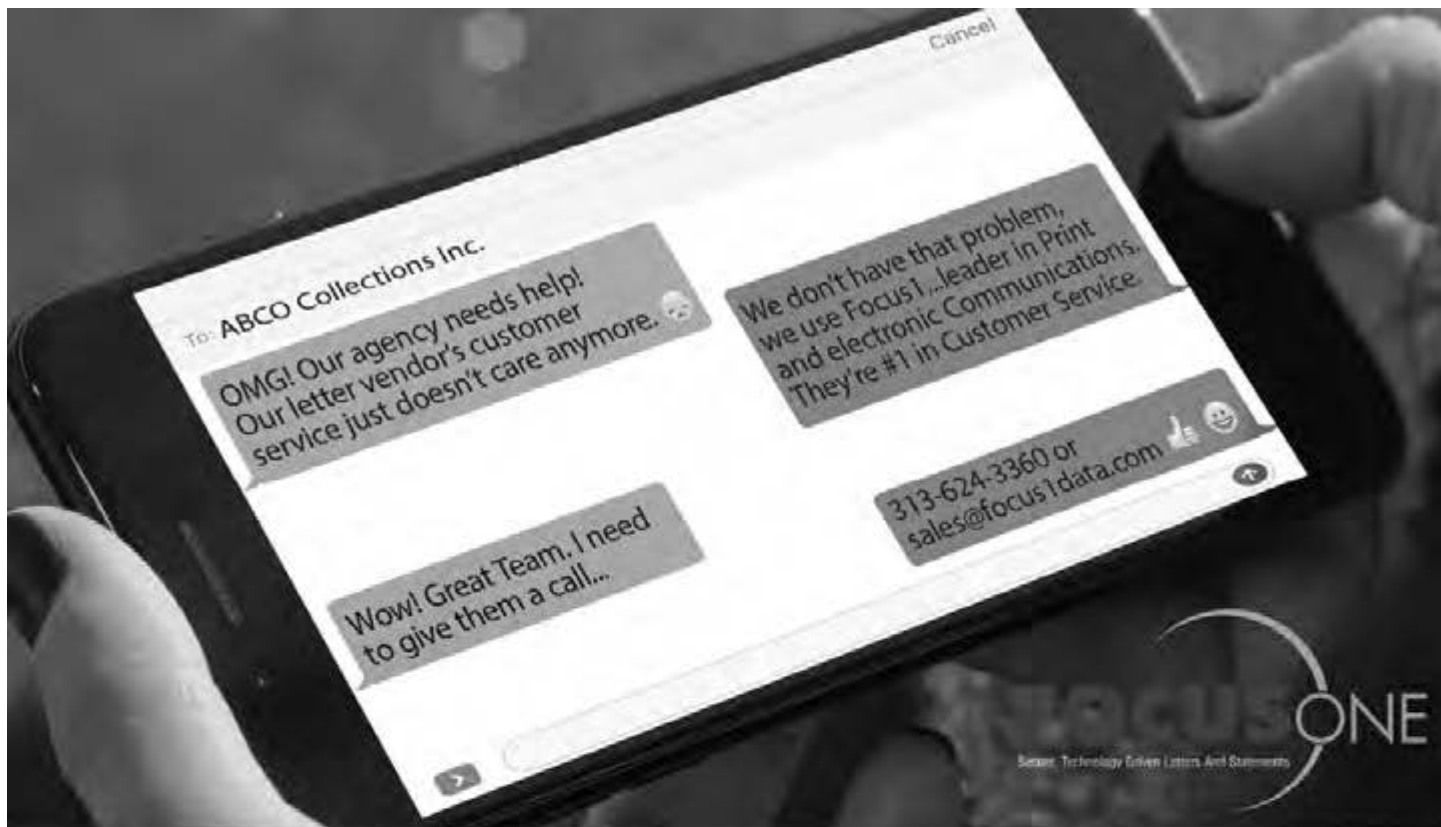 Cancel
To: ABCO Collections Inc.
OMG! Our agency needs help!
Our letter vendor's customer
service just doesn't care anymore.
We don't have that problem,
we use Focus1...leader in Print
and electronic Communications.
They're #1 in Customer Service.
Wow! Great Team. I need
to give them a call...
313-624-3360 or
sales@focus1data.com
FOCUS ONE
Secure, Technology Driven Letters And Statements